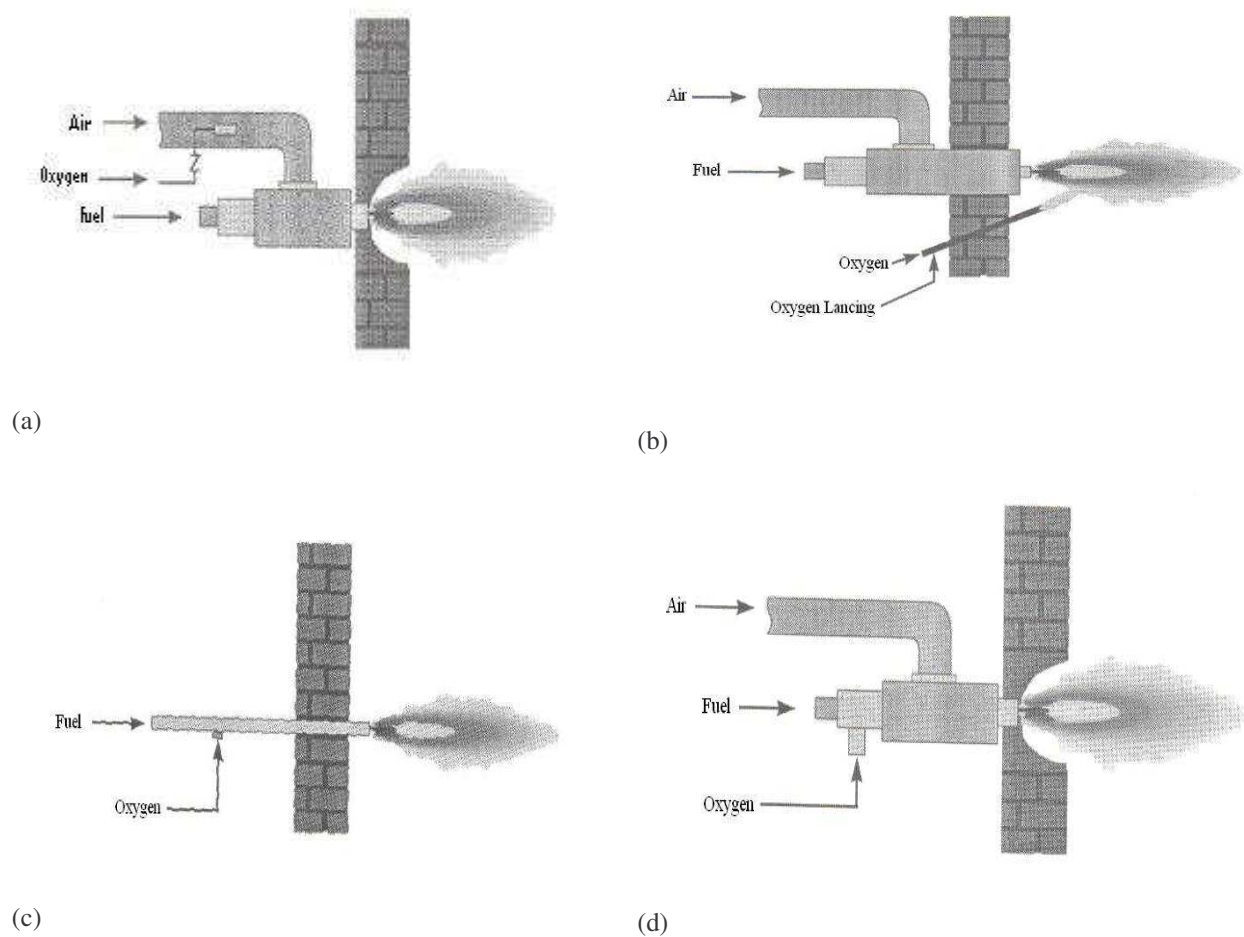 Air
Oxygen
Fuel
(a)
Air
Fuel
Oxygen
Oxygen Lancing
(b)
Fuel
Oxygen
(c)
Air
Fuel
Oxygen
(d)